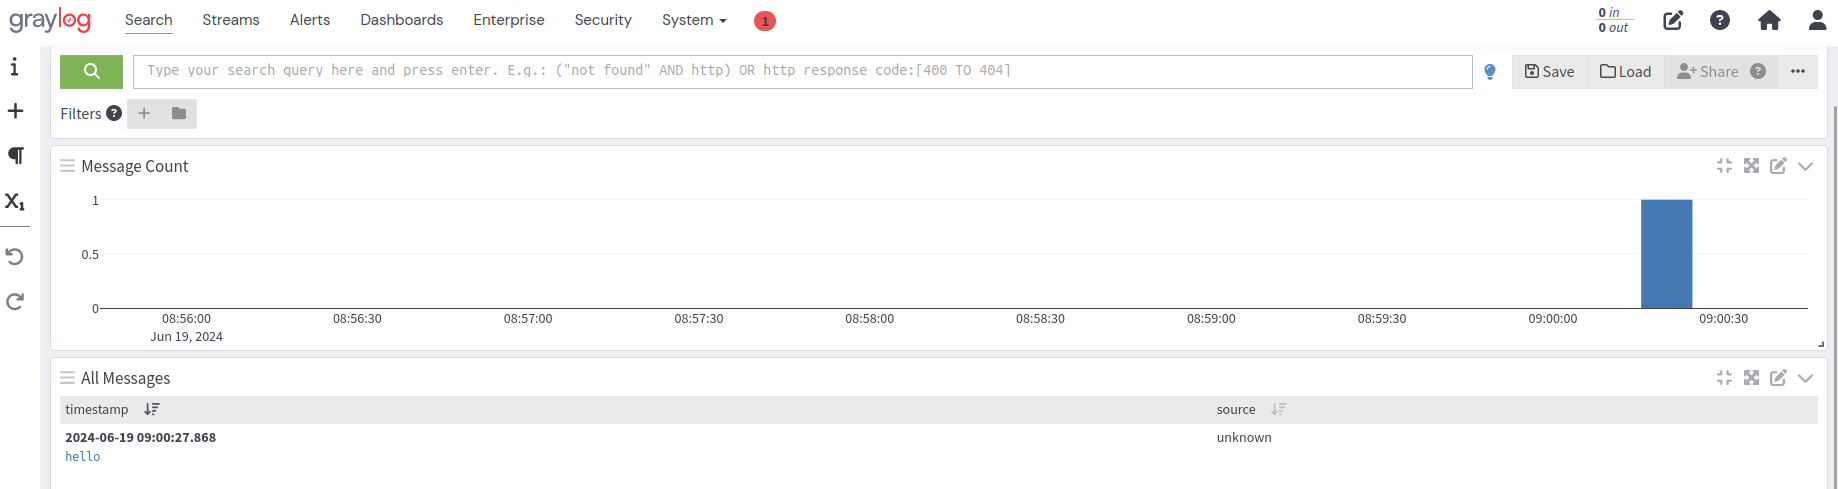 graylog Search Streams Alerts Dashboards Enterprise Security System 1 0 in
0 out
Type your search query here and press enter. E.g.: ("not found" AND http) OR http response code:[400 TO 404] Save Load Share
Filters
Message Count
1
0.5
0
08:56:00 08:56:30 08:57:00 08:57:30 08:58:00 08:58:30 08:59:00 08:59:30 09:00:00 09:00:30
Jun 19, 2024
All Messages
timestamp source
2024-06-19 09:00:27.868 unknown
hello